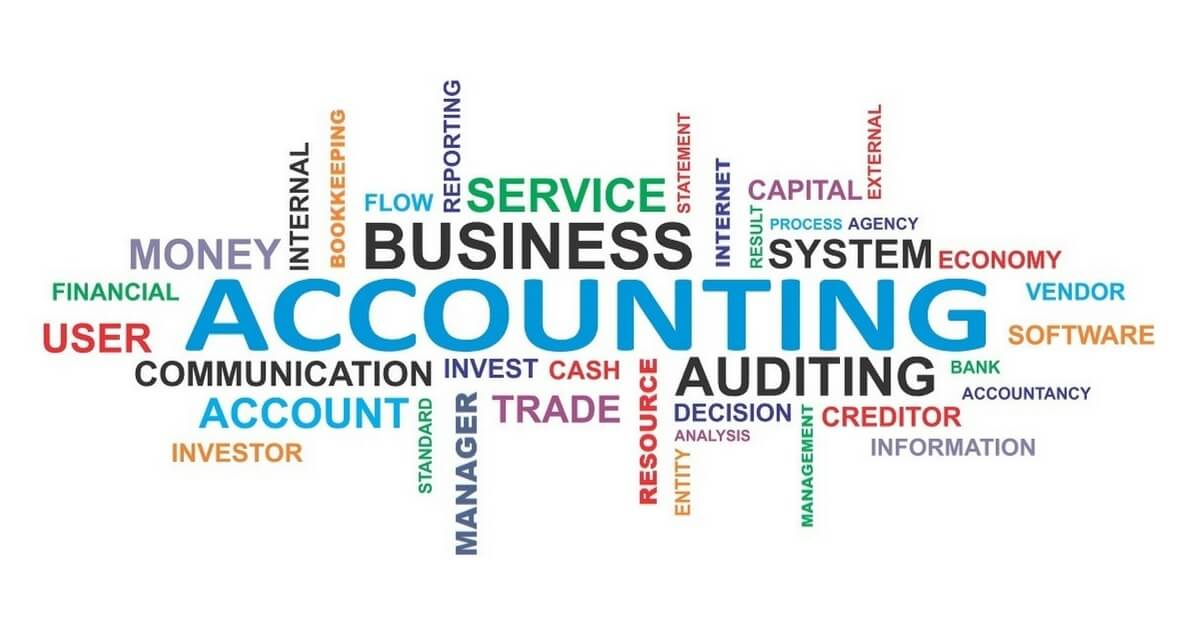 REPORTING
EXTERNAL
BOOKKEEPING
STATEMENT
INTERNAL
INTERNET
FLOW
SERVICE
CAPITAL
RESULT
PROCESS
AGENCY
MONEY
BUSINESS
SYSTEM
ECONOMY
FINANCIAL
ACCOUNTING
VENDOR
USER
SOFTWARE
COMMUNICATION
INVEST
CASH
RESOURCE
AUDITING
BANK
ACCOUNTANCY
ACCOUNT
STANDARD
MANAGER
TRADE
DECISION
MANAGEMENT
CREDITOR
ANALYSIS
INVESTOR
ENTITY
INFORMATION